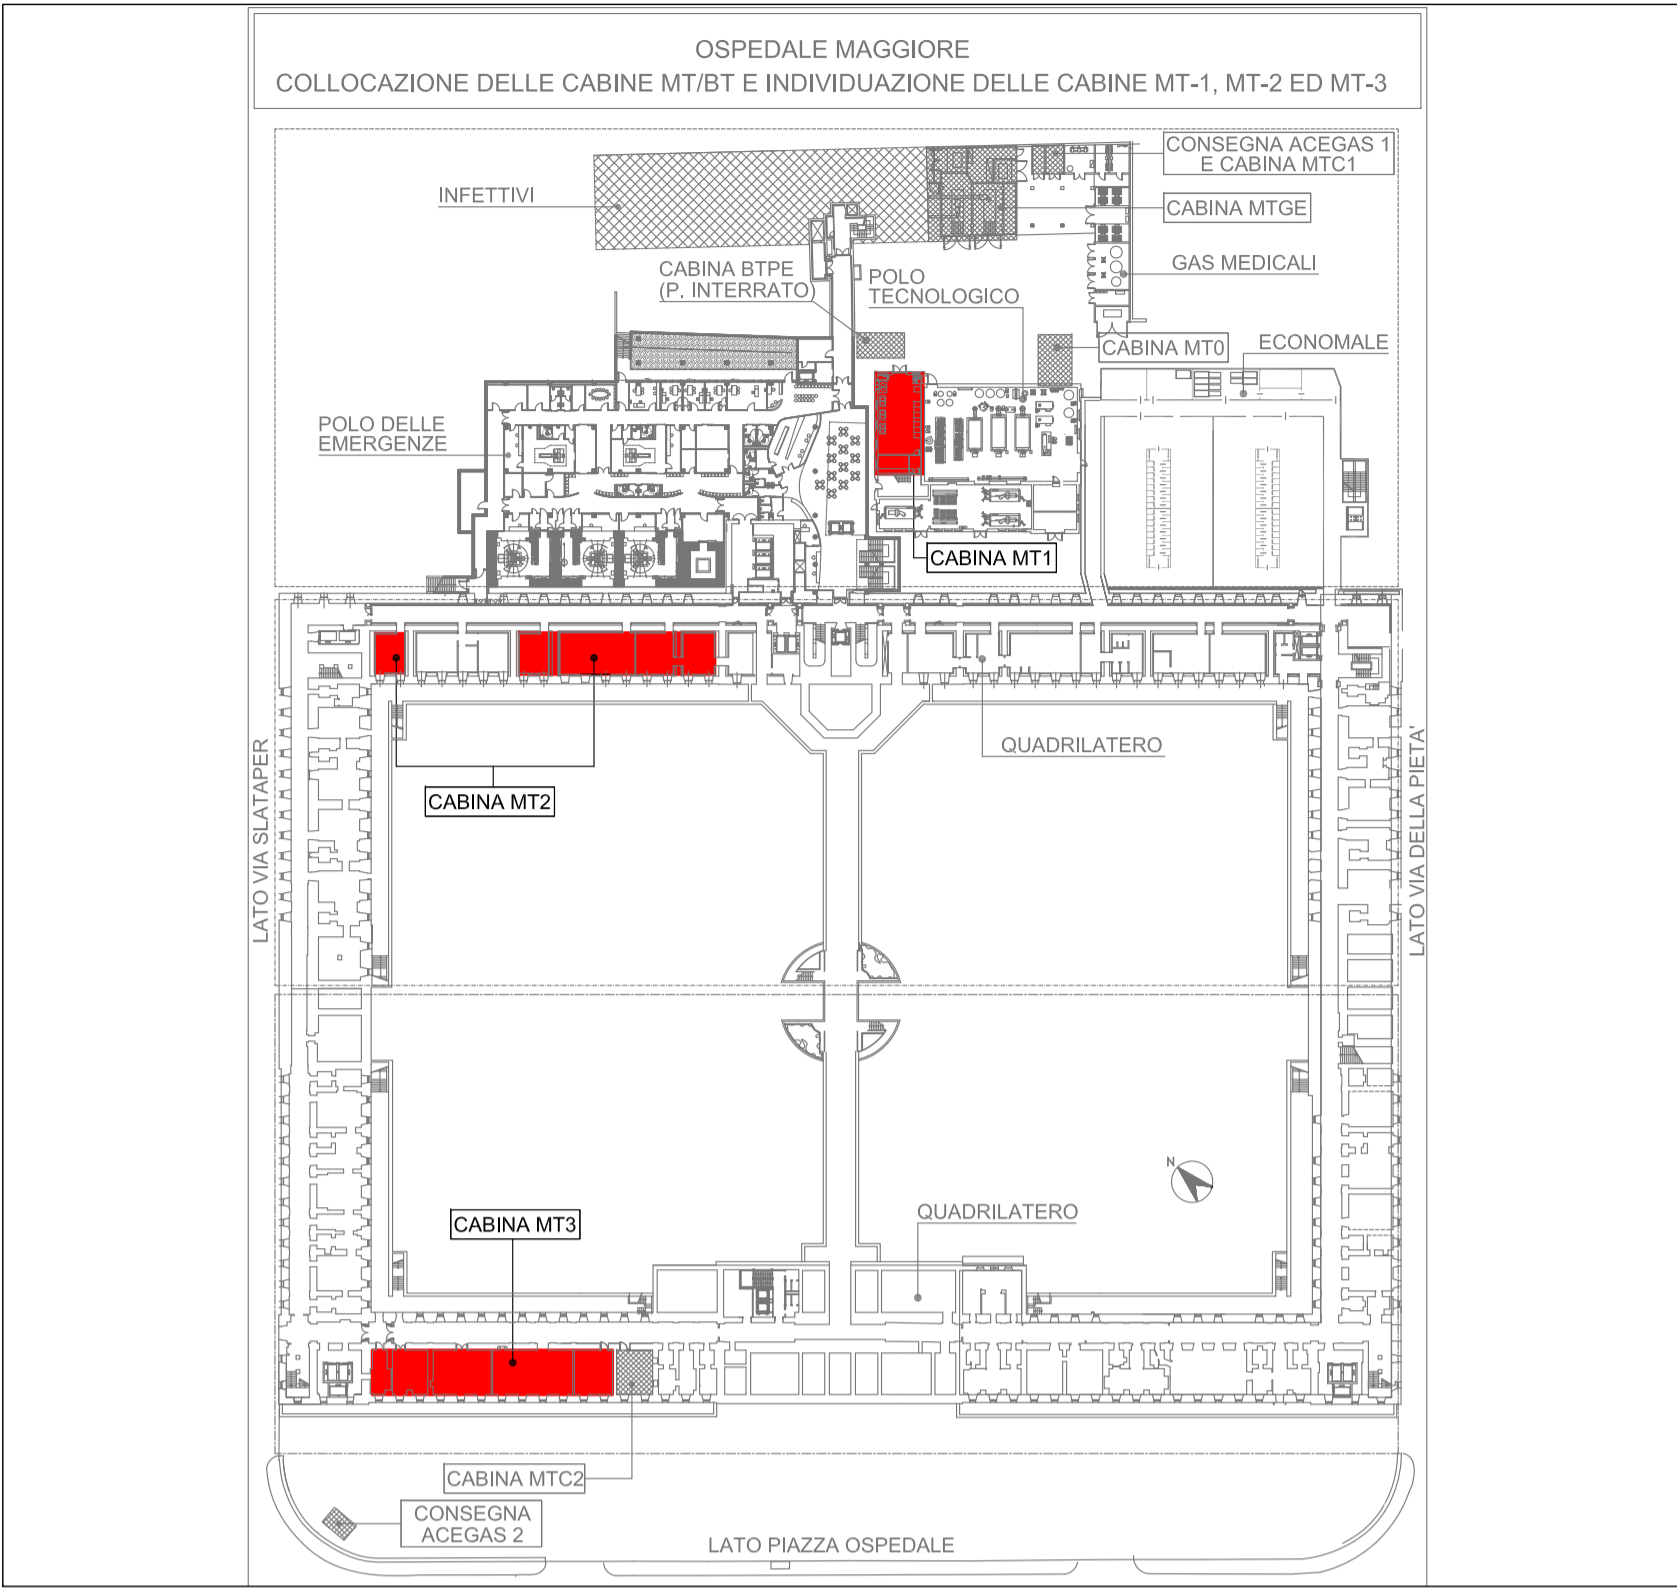 OSPEDALE MAGGIORE
COLLOCAZIONE DELLE CABINE MT/BT E INDIVIDUAZIONE DELLE CABINE MT-1, MT-2 ED MT-3
CONSEGNA ACEGAS 1
E CABINA MTC1
INFETTIVI
CABINA MTGE
GAS MEDICALI
CABINA BTPE
(P. INTERRATO)
POLO
TECNOLOGICO
CABINA MT0
ECONOMALE
POLO DELLE
EMERGENZE
CABINA MT1
LATO VIA SLATAPER
QUADRILATERO
LATO VIA DELLA PIETA'
CABINA MT2
N
CABINA MT3
QUADRILATERO
CABINA MTC2
CONSEGNA
ACEGAS 2
LATO PIAZZA OSPEDALE